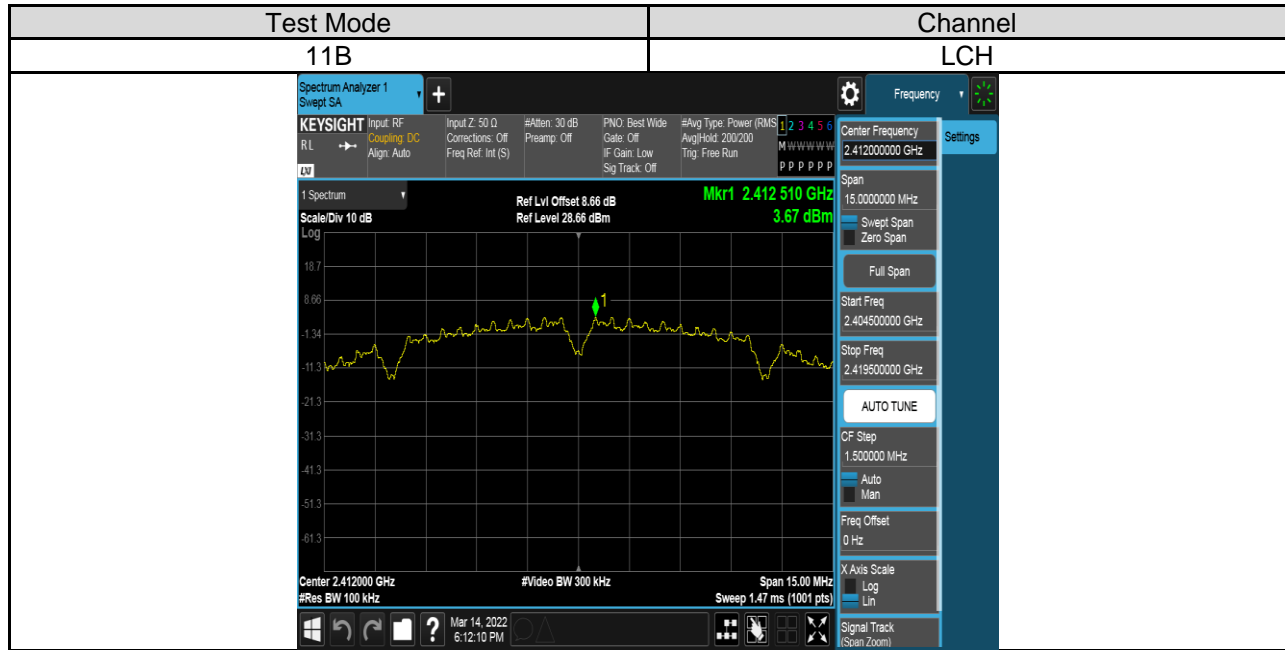 Test Mode Channel
11B LCH
Spectrum Analyzer 1
Swept SA
+
Frequency
KEYSIGHT
RL
LXI
Input: RF
Coupling: DC
Align: Auto
Input Z: 50 Ω
Corrections: Off
Freq Ref: Int (S)
#Atten: 30 dB
Preamp: Off
PNO: Best Wide
Gate: Off
IF Gain: Low
Sig Track: Off
#Avg Type: Power (RMS
Avg|Hold: 200/200
Trig: Free Run
1 2 3 4 5 6
M W W W W W
P P P P P P
1 Spectrum
Scale/Div 10 dB
Log
Ref Lvl Offset 8.66 dB
Ref Level 28.66 dBm
Mkr1 2.412 510 GHz
3.67 dBm
18.7
8.66
-1.34
-11.3
-21.3
-31.3
-41.3
-51.3
-61.3
1
Center 2.412000 GHz
#Res BW 100 kHz
#Video BW 300 kHz
Span 15.00 MHz
Sweep 1.47 ms (1001 pts)
Center Frequency
2.412000000 GHz
Span
15.0000000 MHz
Swept Span
Zero Span
Full Span
Start Freq
2.404500000 GHz
Stop Freq
2.419500000 GHz
AUTO TUNE
CF Step
1.500000 MHz
Auto
Man
Freq Offset
0 Hz
X Axis Scale
Log
Lin
Signal Track
(Span Zoom)
Settings
?
Mar 14, 2022
6:12:10 PM